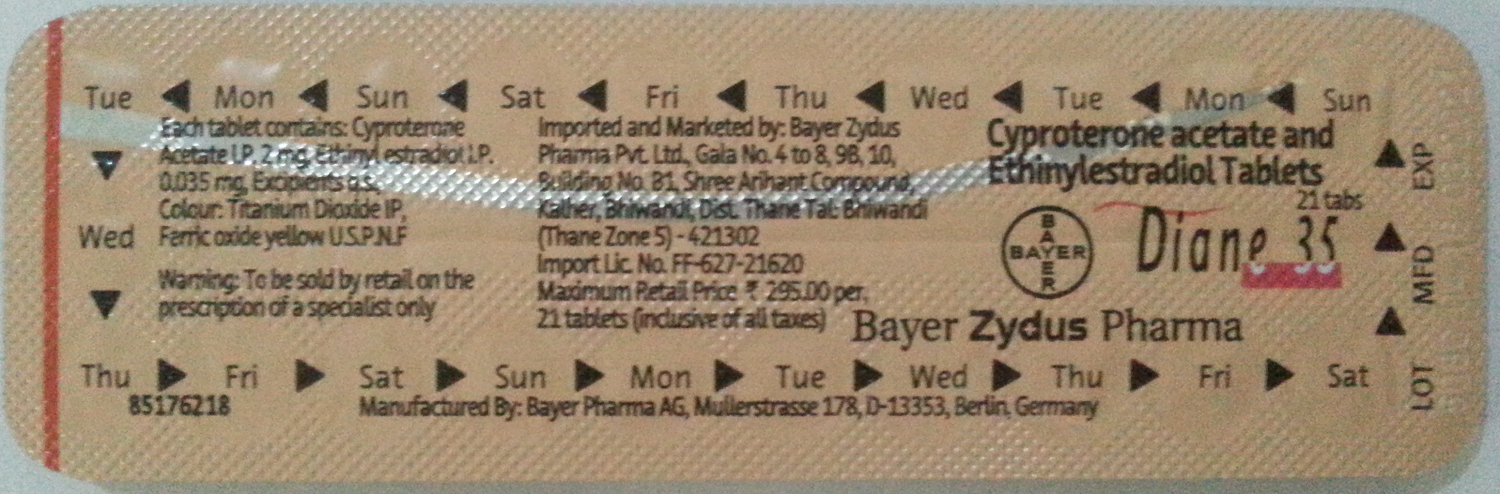 Tue Mon Sun Sat Fri Thu Wed Tue Mon Sun
Each tablet contains: Cyproterone
Acetate I.P. 2 mg, Ethinylestradiol I.P.
0.035 mg, Excipients q.s.
Colour: Titanium Dioxide IP,
Ferric oxide yellow U.S.P.N.F
Wed
Warning: To be sold by retail on the
prescription of a specialist only
Imported and Marketed by: Bayer Zydus
Pharma Pvt. Ltd., Gala No. 4 to 8, 9B, 10,
Building No. B1, Shree Arihant Compound,
Kalher, Bhiwandi, Dist. Thane Tal: Bhiwandi
(Thane Zone 5) - 421302
Import Lic. No. FF-627-21620
Maximum Retail Price ₹ 295.00 per,
21 tablets (inclusive of all taxes)
Cyproterone acetate and
Ethinylestradiol Tablets
21 tabs
BAYER
BAYER
Diane 35
Bayer Zydus Pharma
EXP
MFD
LOT
Thu Fri Sat Sun Mon Tue Wed Thu Fri Sat
85176218
Manufactured By: Bayer Pharma AG, Mullerstrasse 178, D-13353, Berlin, Germany